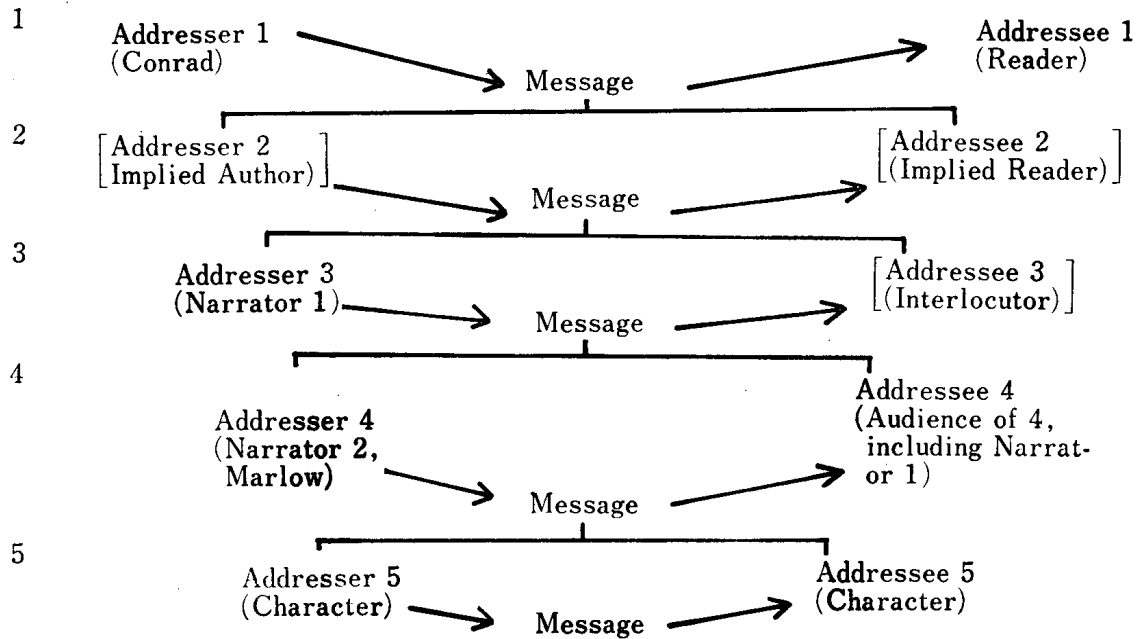 1
Addresser 1
(Conrad)
Addressee 1
(Reader)
Message
2
[Addresser 2
Implied Author)]
[Addressee 2
(Implied Reader)]
Message
3
Addresser 3
(Narrator 1)
[Addressee 3
(Interlocutor)]
Message
4
Addresser 4
(Narrator 2,
Marlow)
Addressee 4
(Audience of 4,
including Narrat-
or 1)
Message
5
Addresser 5
(Character)
Addressee 5
(Character)
Message